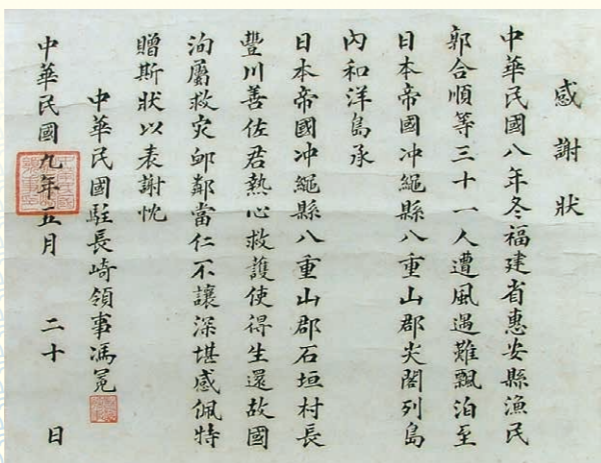 感謝狀
中華民國八年冬福建省惠安縣漁民
郭合順等三十一人遭風遇難飄泊至
日本帝國冲繩縣八重山郡尖閣列島
內和洋島承
日本帝國冲繩縣八重山郡石垣村長
豐川善佐君熱心救護使得生還故國
洵屬救灾邮鄰當仁不讓深堪感佩特
贈斯狀以表謝忱
中華民國駐長崎領事馮冕
中華民國九年五月二十日